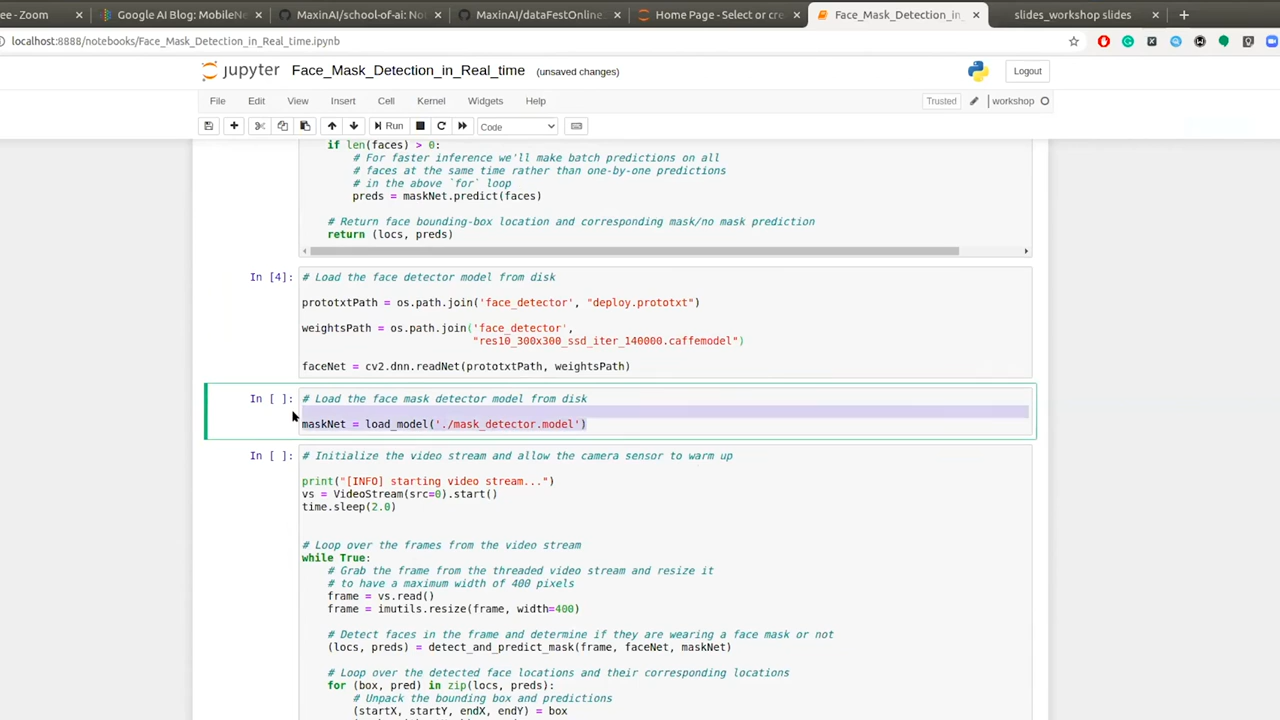 ee - Zoom
Google AI Blog: MobileNe
MaxinAI/school-of-ai: No
MaxinAI/dataFestOnline
Home Page - Select or cre
Face_Mask_Detection_in_
slides_workshop slides
localhost:8888/notebooks/Face_Mask_Detection_in_Real_time.ipynb
jupyter Face_Mask_Detection_in_Real_time (unsaved changes)
Logout
File Edit View Insert Cell Kernel Widgets Help
Trusted
workshop
Run
Code
if len(faces) > 0:
# For faster inference we'll make batch predictions on all
# faces at the same time rather than one-by-one predictions
# in the above `for` loop
preds = maskNet.predict(faces)
# Return face bounding-box location and corresponding mask/no mask prediction
return (locs, preds)
In [4]:
# Load the face detector model from disk
prototxtPath = os.path.join('face_detector', "deploy.prototxt")
weightsPath = os.path.join('face_detector',
"res10_300x300_ssd_iter_140000.caffemodel")
faceNet = cv2.dnn.readNet(prototxtPath, weightsPath)
In [ ]:
# Load the face mask detector model from disk
maskNet = load_model('./mask_detector.model')
In [ ]:
# Initialize the video stream and allow the camera sensor to warm up
print("[INFO] starting video stream...")
vs = VideoStream(src=0).start()
time.sleep(2.0)
# Loop over the frames from the video stream
while True:
# Grab the frame from the threaded video stream and resize it
# to have a maximum width of 400 pixels
frame = vs.read()
frame = imutils.resize(frame, width=400)
# Detect faces in the frame and determine if they are wearing a face mask or not
(locs, preds) = detect_and_predict_mask(frame, faceNet, maskNet)
# Loop over the detected face locations and their corresponding locations
for (box, pred) in zip(locs, preds):
# Unpack the bounding box and predictions
(startX, startY, endX, endY) = box